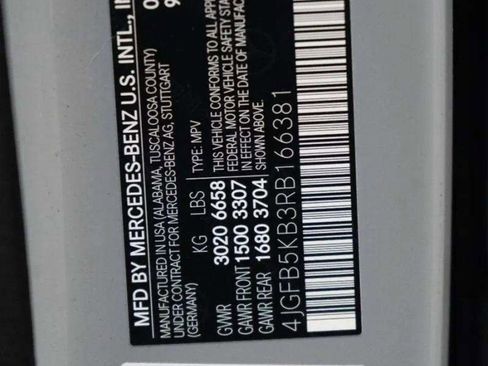 MFD BY MERCEDES-BENZ U.S. INTL., I
MANUFACTURED IN USA (ALABAMA, TUSCALOOSA COUNTY)
UNDER CONTRACT FOR MERCEDES-BENZ AG, STUTTGART
(GERMANY)
TYPE: MPV
KG LBS
GVWR 3020 6658
GAWR FRONT 1500 3307
GAWR REAR 1680 3704
THIS VEHICLE CONFORMS TO ALL APPL
FEDERAL MOTOR VEHICLE SAFETY STA
IN EFFECT ON THE DATE OF MANUFAC
SHOWN ABOVE.
4JGFB5KB3RB166381